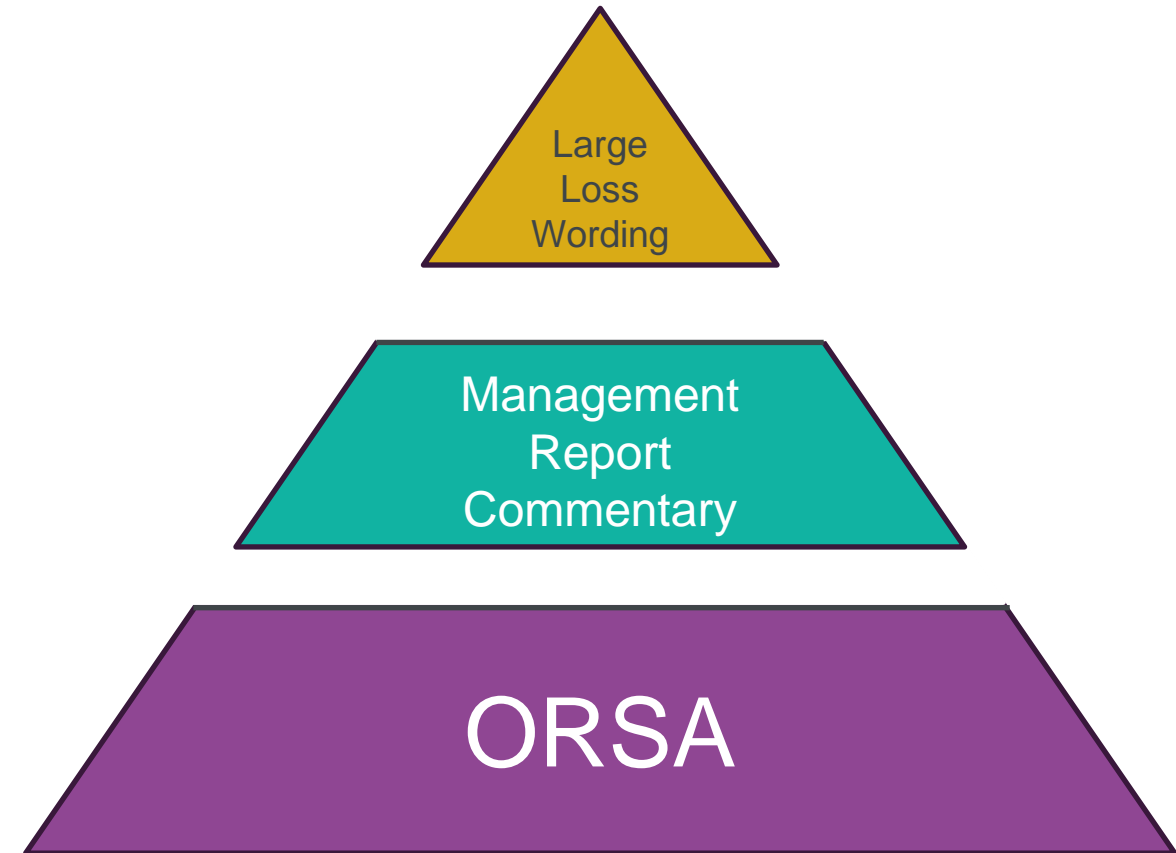 Large
Loss
Wording
Management
Report
Commentary
ORSA